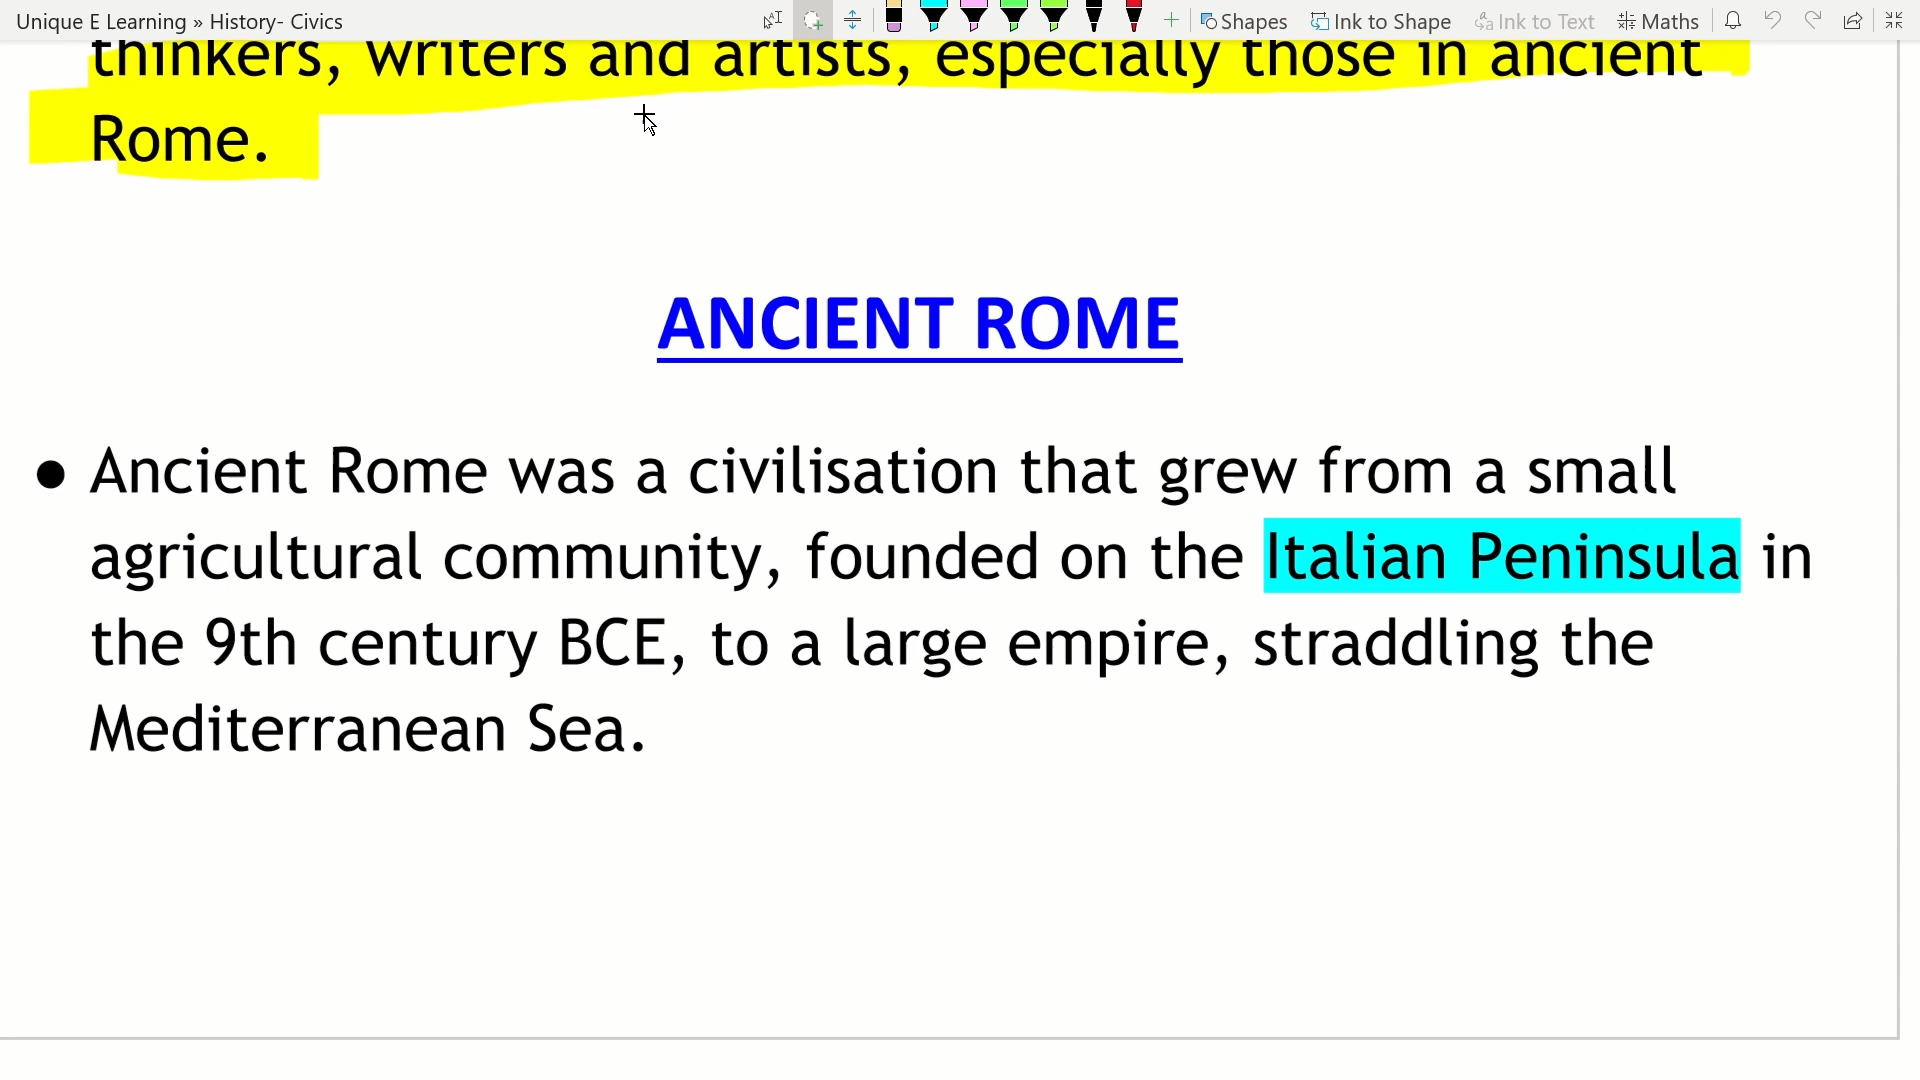 Unique E Learning » History- Civics
Shapes Ink to Shape Ink to Text Maths
thinkers, writers and artists, especially those in ancient
Rome.
ANCIENT ROME
● Ancient Rome was a civilisation that grew from a small
agricultural community, founded on the Italian Peninsula in
the 9th century BCE, to a large empire, straddling the
Mediterranean Sea.